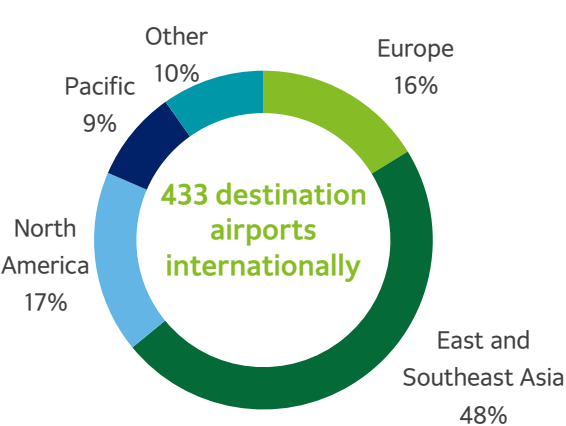 Other
10%
Europe
16%
Pacific
9%
433 destination
airports
internationally
North
America
17%
East and
Southeast Asia
48%